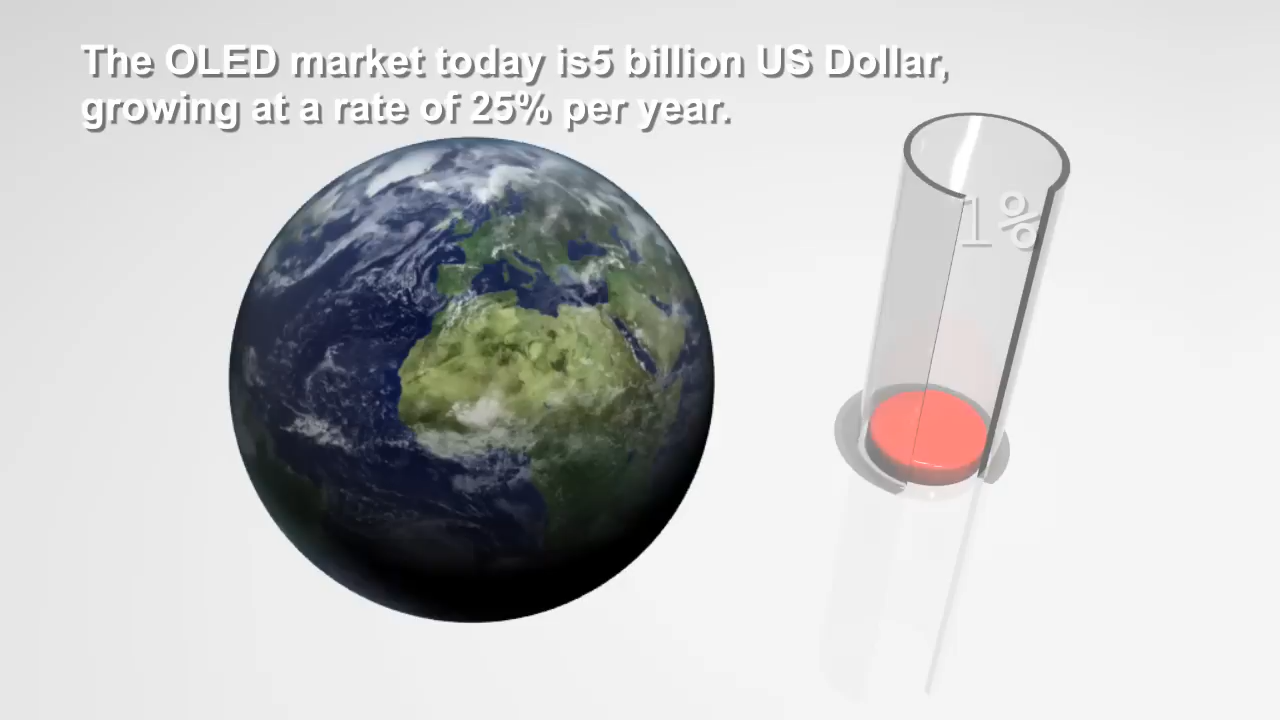 The OLED market today is5 billion US Dollar,
growing at a rate of 25% per year.
1%